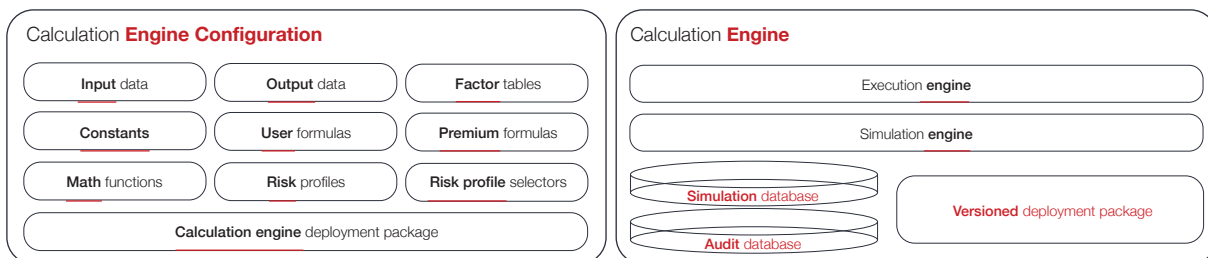 Calculation Engine Configuration
Input data
Output data
Factor tables
Constants
User formulas
Premium formulas
Math functions
Risk profiles
Risk profile selectors
Calculation engine deployment package
Calculation Engine
Execution engine
Simulation engine
Simulation database
Audit database
Versioned deployment package